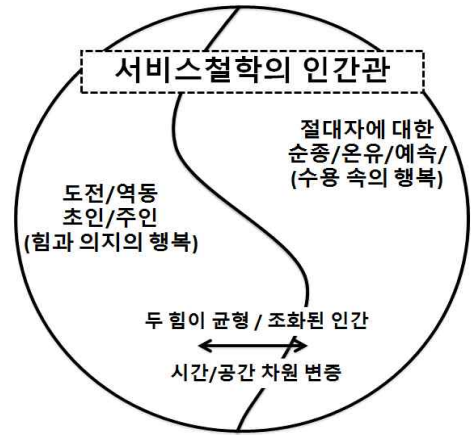 서비스철학의 인간관
절대자에 대한
순종/온유/예속/
(수용 속의 행복)
도전/역동
초인/주인
(힘과 의지의 행복)
두 힘이 균형 / 조화된 인간
시간/공간 차원 변증